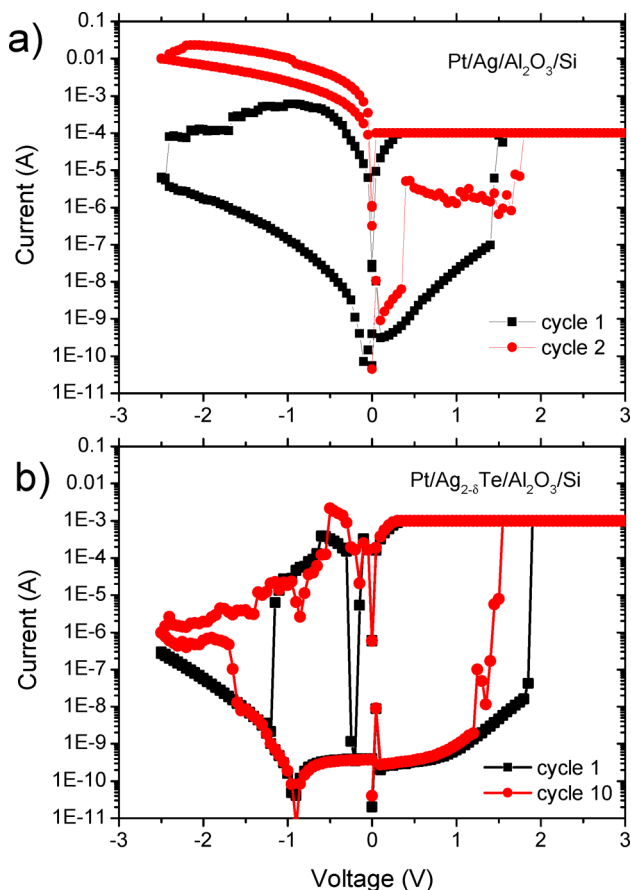 a)
Pt/Ag/Al₂O₃/Si
0.1
0.01
1E-3
1E-4
1E-5
1E-6
1E-7
1E-8
1E-9
1E-10
1E-11
Current (A)
cycle 1
cycle 2
-3 -2 -1 0 1 2 3
b)
Pt/Ag₂₋δTe/Al₂O₃/Si
0.1
0.01
1E-3
1E-4
1E-5
1E-6
1E-7
1E-8
1E-9
1E-10
1E-11
Current (A)
cycle 1
cycle 10
-3 -2 -1 0 1 2 3
Voltage (V)